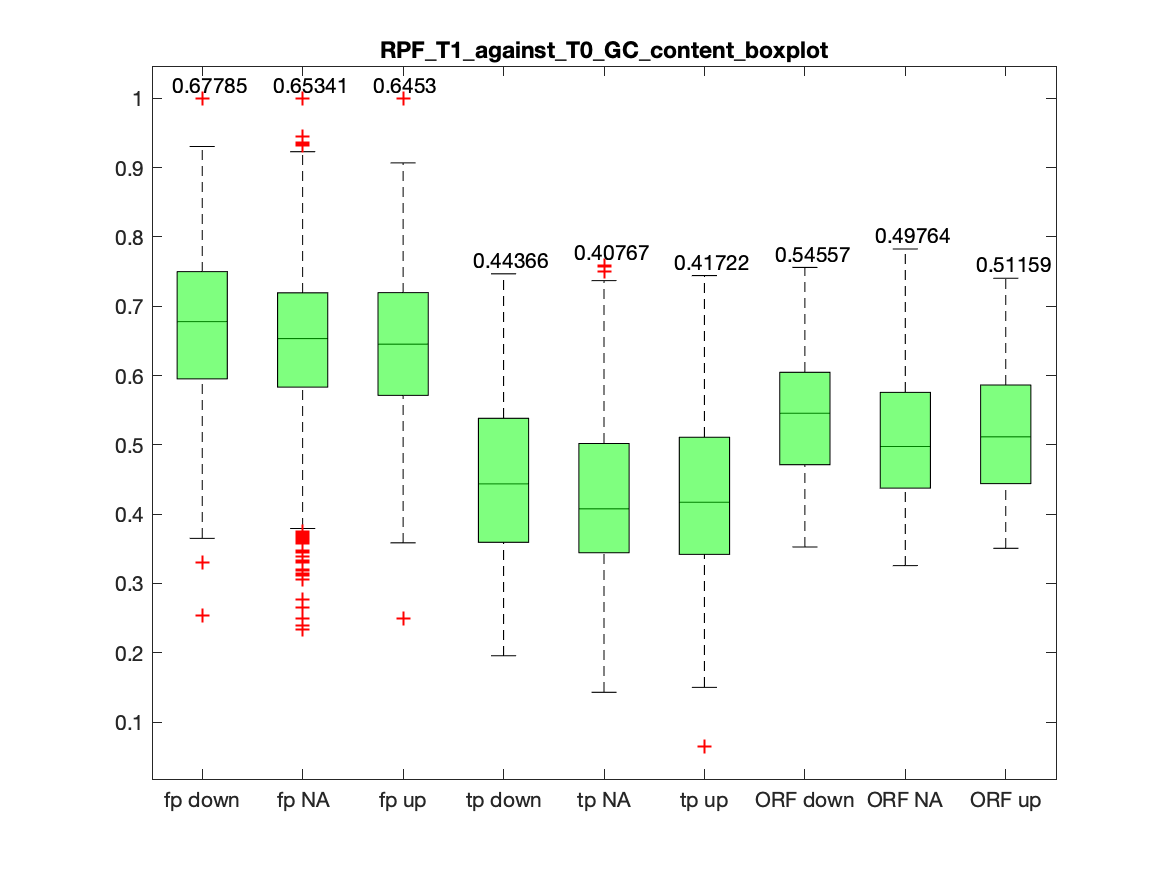 RPF_T1_against_T0_GC_content_boxplot
0.67785 0.65341 0.6453
0.44366 0.40767 0.41722 0.54557 0.49764 0.51159
1
0.9
0.8
0.7
0.6
0.5
0.4
0.3
0.2
0.1
fp down fp NA fp up tp down tp NA tp up ORF down ORF NA ORF up